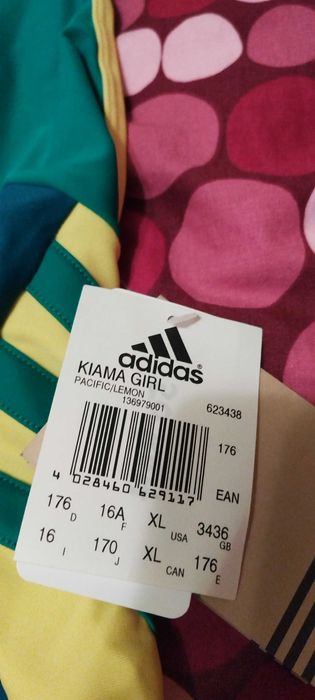 adidas
KIAMA GIRL
PACIFIC/LEMON 623438
136979001
176
4 028460 629117 EAN
176 D 16A F XL USA 3436 GB
16 I 170 J XL CAN 176 E